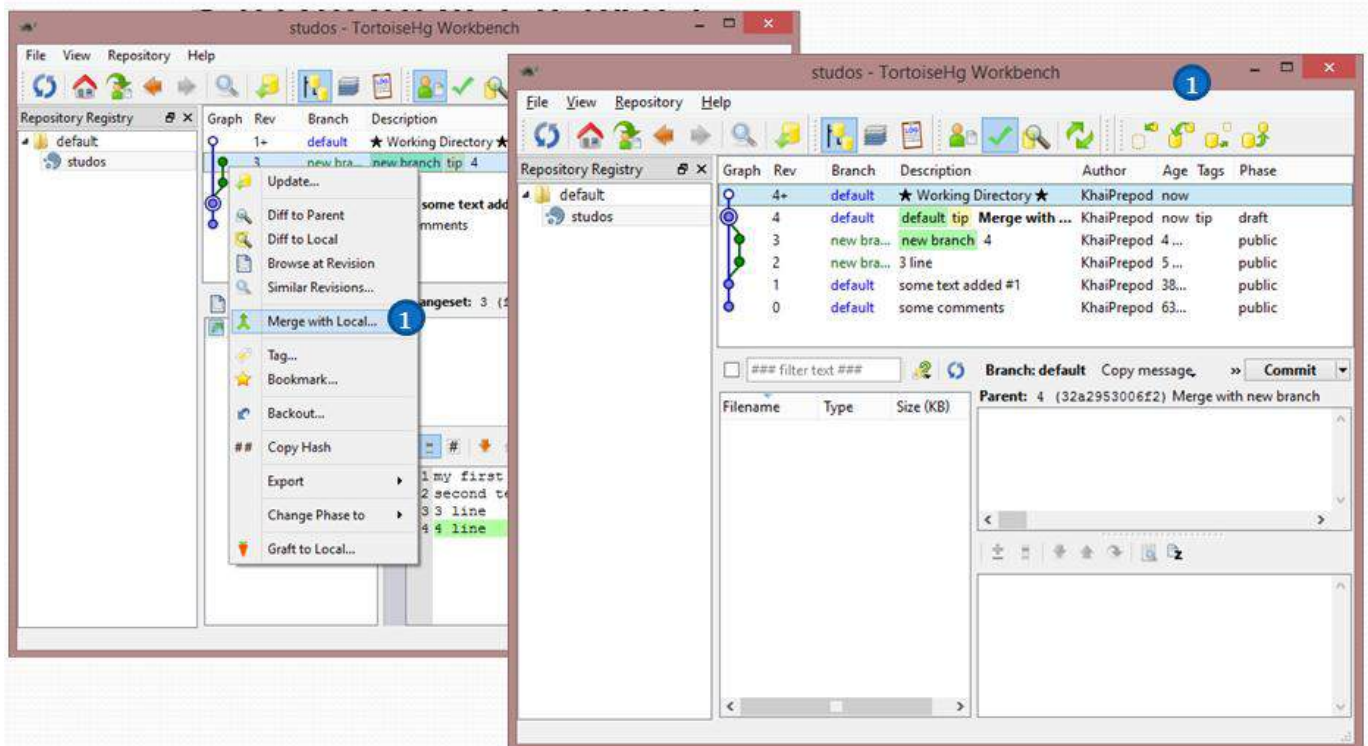 studos - TortoiseHg Workbench
File View Repository Help
Repository Registry
default
studos
Graph Rev Branch Description
1+ default ★ Working Directory ★
3 new bra... new branch tip 4
some text add
mments
Update...
Diff to Parent
Diff to Local
Browse at Revision
Similar Revisions...
Merge with Local...
1
Tag...
Bookmark...
Backout...
## Copy Hash
Export
Change Phase to
Graft to Local...
angeset: 3
#
1 my first
2 second te
3 3 line
4 4 line
studos - TortoiseHg Workbench
1
File View Repository Help
LOG
Repository Registry
default
studos
Graph Rev Branch Description Author Age Tags Phase
4+ default ★ Working Directory ★ KhaiPrepod now
4 default default tip Merge with ... KhaiPrepod now tip draft
3 new bra... new branch 4 KhaiPrepod 4 ... public
2 new bra... 3 line KhaiPrepod 5 ... public
1 default some text added #1 KhaiPrepod 38... public
0 default some comments KhaiPrepod 63... public
### filter text ###
Branch: default Copy message » Commit
Filename Type Size (KB)
Parent: 4 (32a2953006f2) Merge with new branch